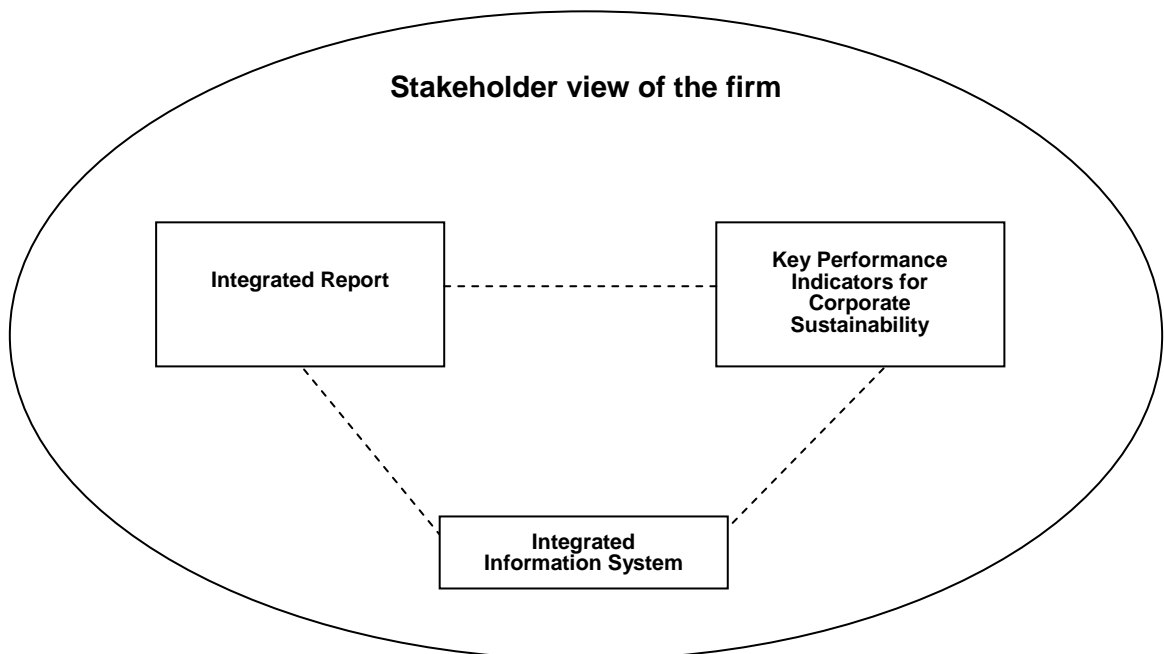 Stakeholder view of the firm
Integrated Report
Key Performance
Indicators for
Corporate
Sustainability
Integrated
Information System